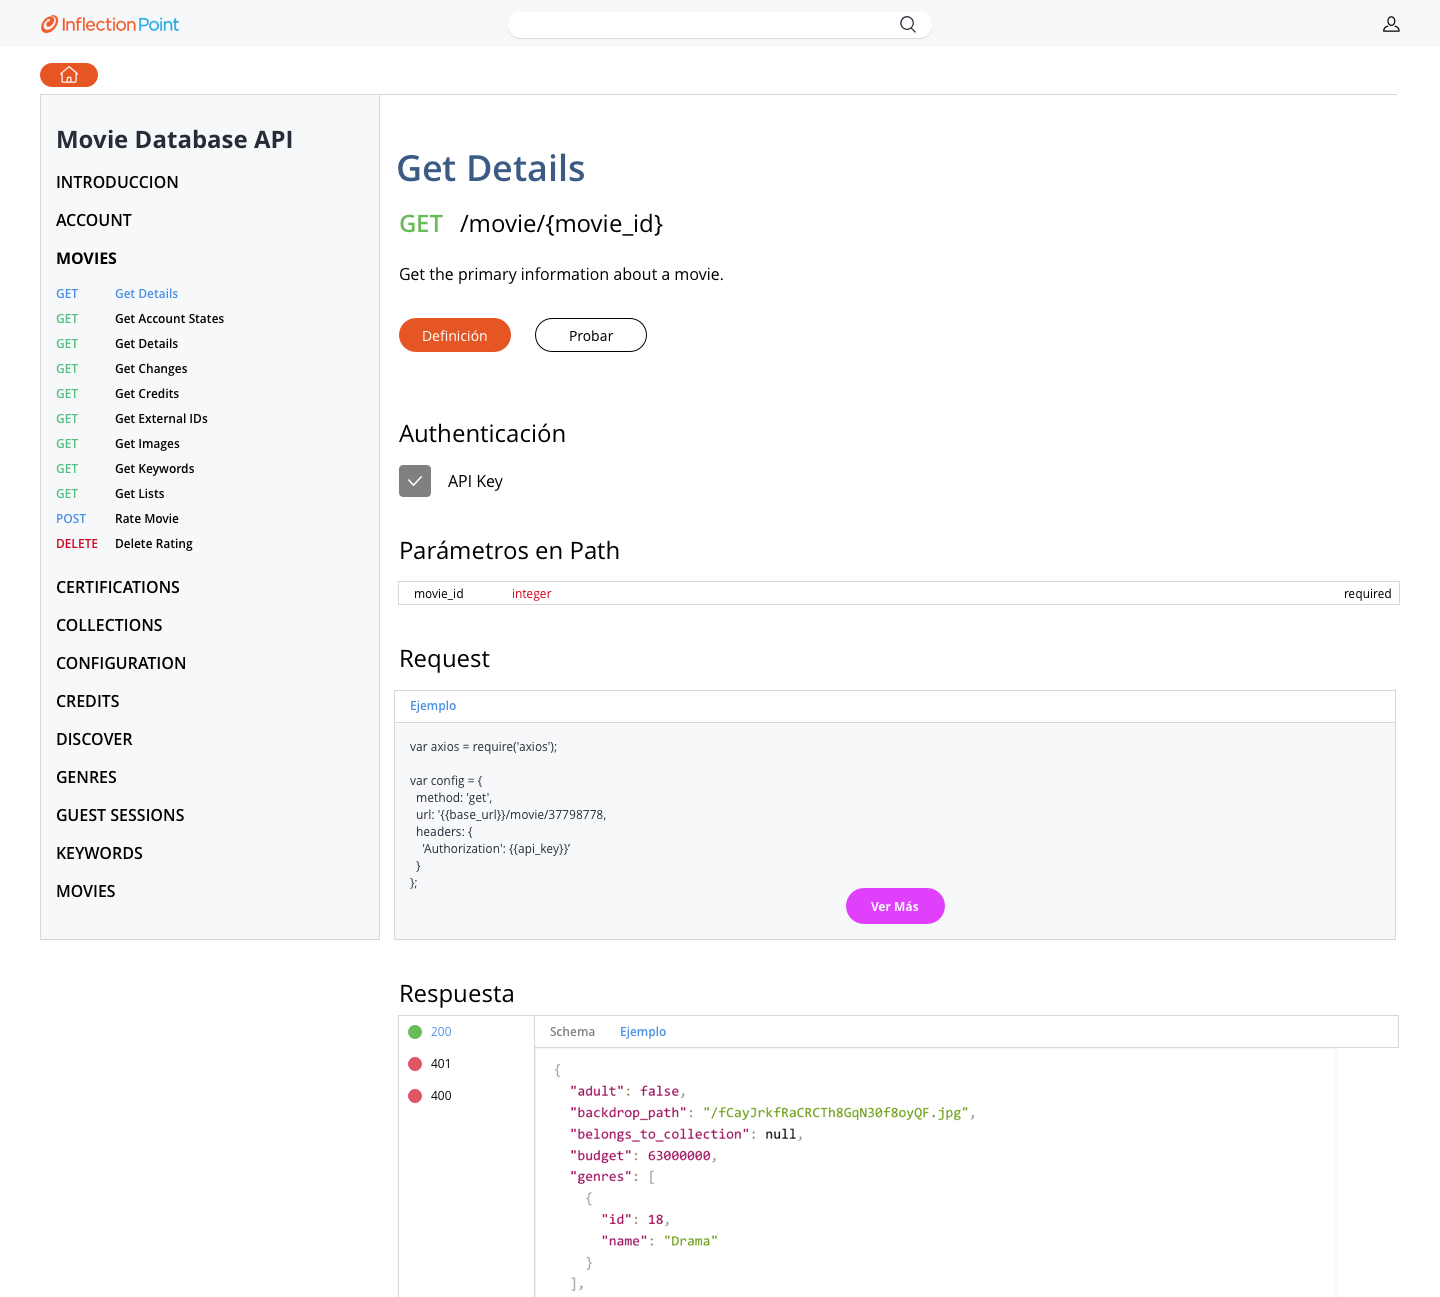 InflectionPoint
Movie Database API
INTRODUCCION
ACCOUNT
MOVIES
GET Get Details
GET Get Account States
GET Get Details
GET Get Changes
GET Get Credits
GET Get External IDs
GET Get Images
GET Get Keywords
GET Get Lists
POST Rate Movie
DELETE Delete Rating
CERTIFICATIONS
COLLECTIONS
CONFIGURATION
CREDITS
DISCOVER
GENRES
GUEST SESSIONS
KEYWORDS
MOVIES
Get Details
GET /movie/{movie_id}
Get the primary information about a movie.
Definición Probar
Authenticación
API Key
Parámetros en Path
movie_id integer required
Request
Ejemplo
var axios = require('axios');
var config = {
method: 'get',
url: '{{base_url}}/movie/37798778,
headers: {
'Authorization': {{api_key}}’
}
};
Ver Más
Respuesta
200
401
400
Schema Ejemplo
{
"adult": false,
"backdrop_path": "/fCayJrkfRaCRCTh8GqN30f8oyQF.jpg",
"belongs_to_collection": null,
"budget": 63000000,
"genres": [
{
"id": 18,
"name": "Drama"
}
],